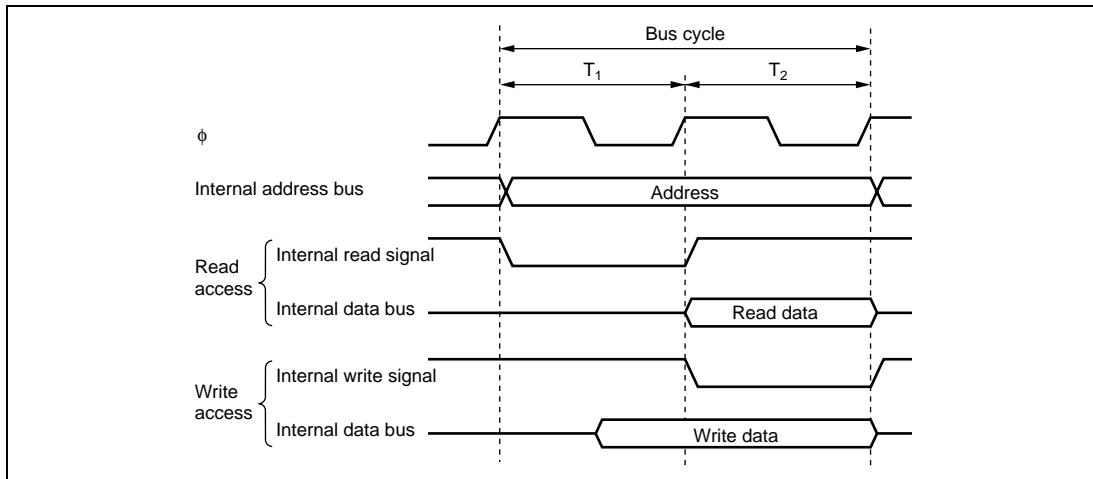 Bus cycle
T₁ T₂
φ
Internal address bus Address
Read access Internal read signal
Internal data bus Read data
Write access Internal write signal
Internal data bus Write data